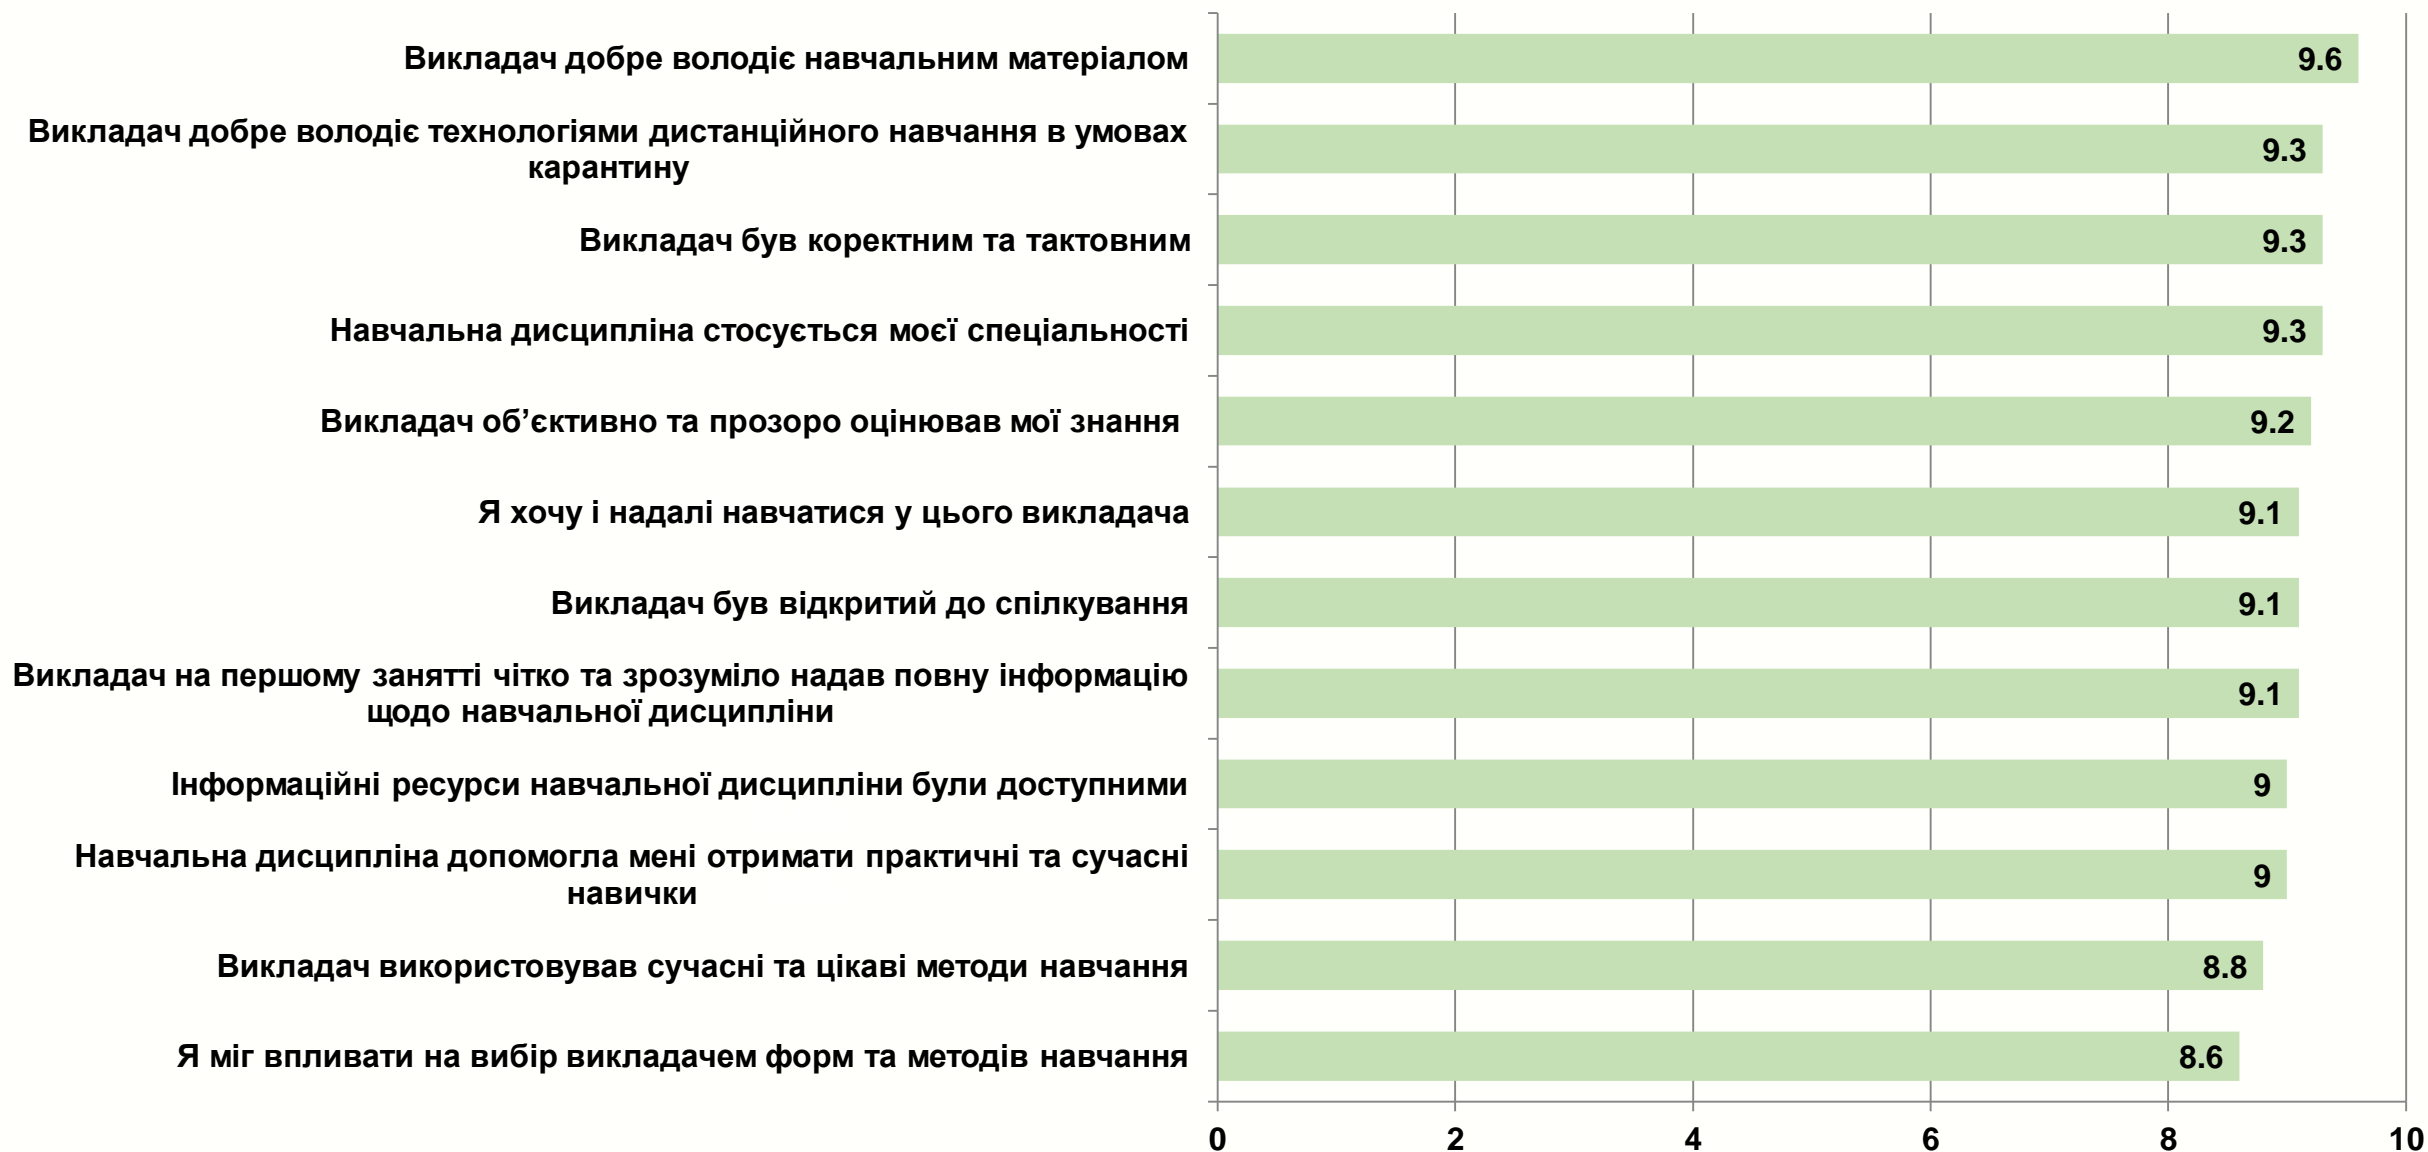 Викладач добре володіє навчальним матеріалом
9.6
Викладач добре володіє технологіями дистанційного навчання в умовах
карантину
9.3
Викладач був коректним та тактовним
9.3
Навчальна дисципліна стосується моєї спеціальності
9.3
Викладач об’єктивно та прозоро оцінював мої знання
9.2
Я хочу і надалі навчатися у цього викладача
9.1
Викладач був відкритий до спілкування
9.1
Викладач на першому занятті чітко та зрозуміло надав повну інформацію
щодо навчальної дисципліни
9.1
Інформаційні ресурси навчальної дисципліни були доступними
9
Навчальна дисципліна допомогла мені отримати практичні та сучасні
навички
9
Викладач використовував сучасні та цікаві методи навчання
8.8
Я міг впливати на вибір викладачем форм та методів навчання
8.6
0 2 4 6 8 10